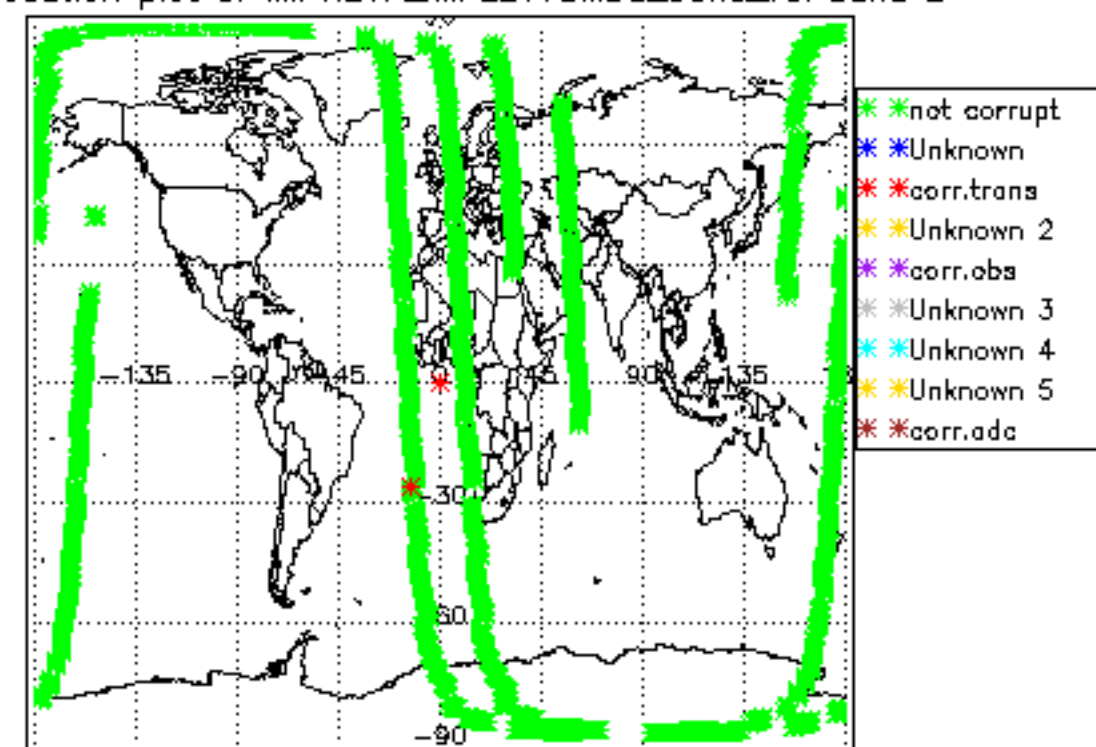 not corrupt
Unknown
corr.trans
Unknown 2
corr.obs
Unknown 3
Unknown 4
Unknown 5
corr.adc
-135 -90 45 45 90 135
-30
-90